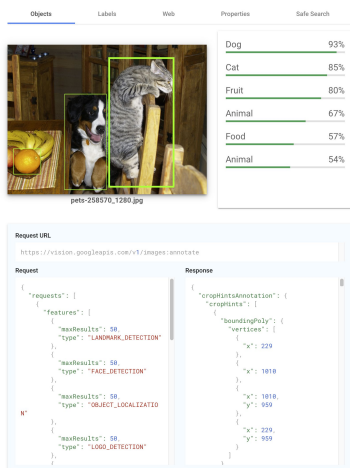 Objects
Labels
Web
Properties
Safe Search
Dog 93%
Cat 85%
Fruit 80%
Animal 67%
Food 57%
Animal 54%
pets-258570_1280.jpg
Request URL
https://vision.googleapis.com/v1/images:annotate
Request
{
"requests": [
{
"features": [
{
"maxResults": 50,
"type": "LANDMARK_DETECTION"
},
{
"maxResults": 50,
"type": "FACE_DETECTION"
},
{
"maxResults": 50,
"type": "OBJECT_LOCALIZATIO
N"
},
{
"maxResults": 50,
"type": "LOGO_DETECTION"
},
Response
{
"cropHintsAnnotation": {
"cropHints": [
{
"boundingPoly": {
"vertices": [
{
"x": 229
},
{
"x": 1010
},
{
"x": 1010,
"y": 959
},
{
"x": 229,
"y": 959
}
]